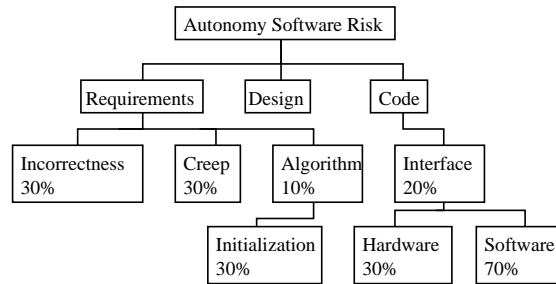 Autonomy Software Risk
Requirements
Design
Code
Incorrectness
30%
Creep
30%
Algorithm
10%
Interface
20%
Initialization
30%
Hardware
30%
Software
70%